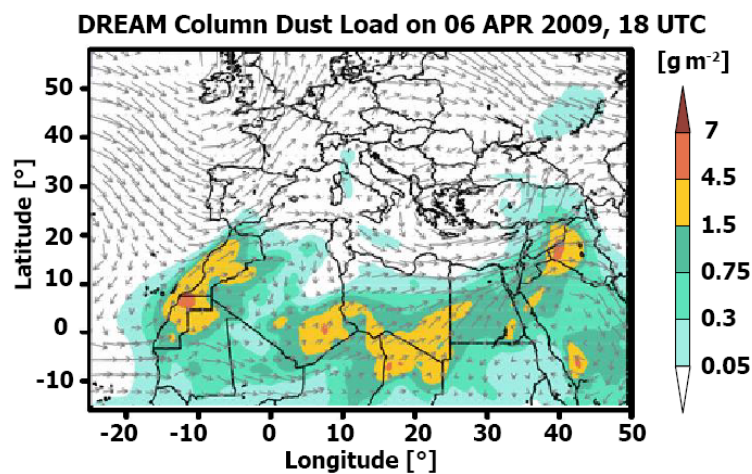 DREAM Column Dust Load on 06 APR 2009, 18 UTC
[g m⁻²]
50
40
30
20
10
0
-10
Latitude [°]
7
4.5
1.5
0.75
0.3
0.05
-20 -10 0 10 20 30 40 50
Longitude [°]